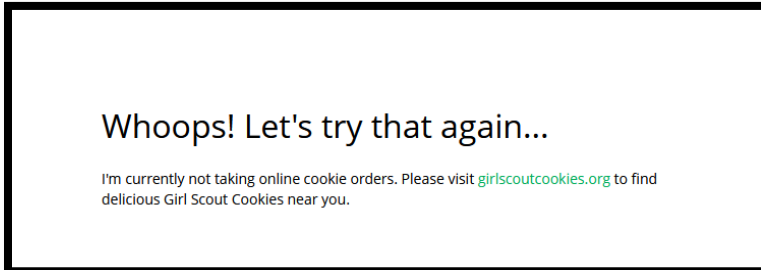 Whoops! Let's try that again...
I'm currently not taking online cookie orders. Please visit girlscoutcookies.org to find
delicious Girl Scout Cookies near you.